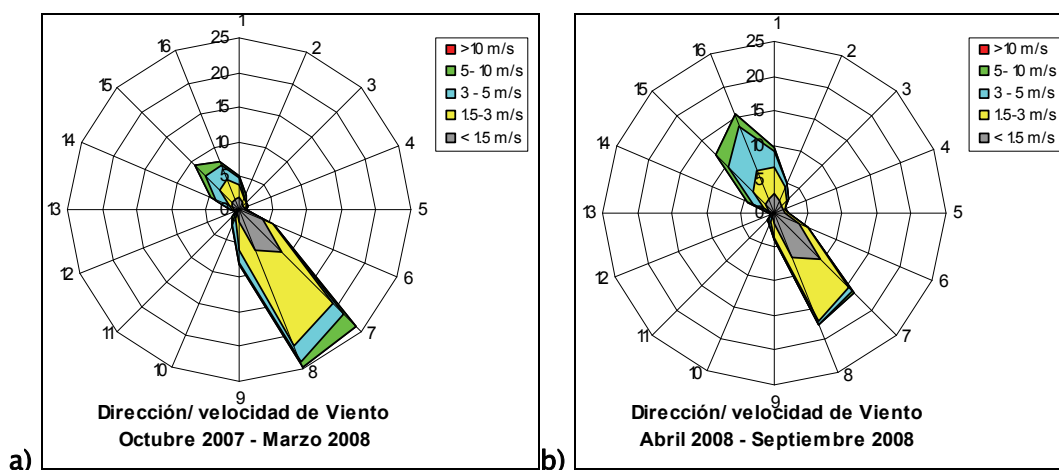 1
2
3
4
5
6
7
8
9
10
11
12
13
14
15
16
25
20
15
10
5
0
>10 m/s
5- 10 m/s
3 - 5 m/s
1.5-3 m/s
< 1.5 m/s
Dirección/ velocidad de Viento
Octubre 2007 - Marzo 2008
a)
1
2
3
4
5
6
7
8
9
10
11
12
13
14
15
16
25
20
15
10
5
0
>10 m/s
5- 10 m/s
3 - 5 m/s
1.5-3 m/s
< 1.5 m/s
Dirección/ velocidad de Viento
Abril 2008 - Septiembre 2008
b)